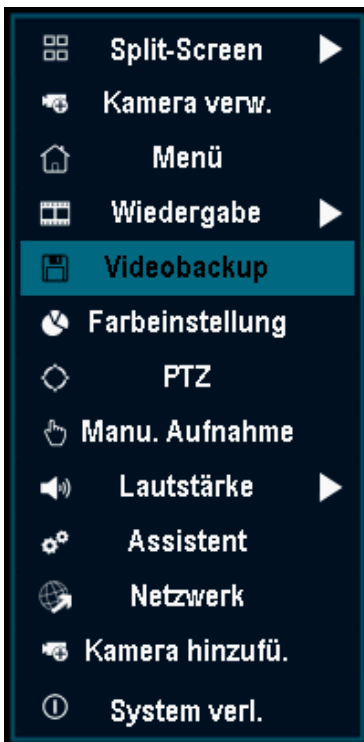 Split-Screen
Kamera verw.
Menü
Wiedergabe
Videobackup
Farbeinstellung
PTZ
Manu. Aufnahme
Lautstärke
Assistent
Netzwerk
Kamera hinzufü.
System verl.